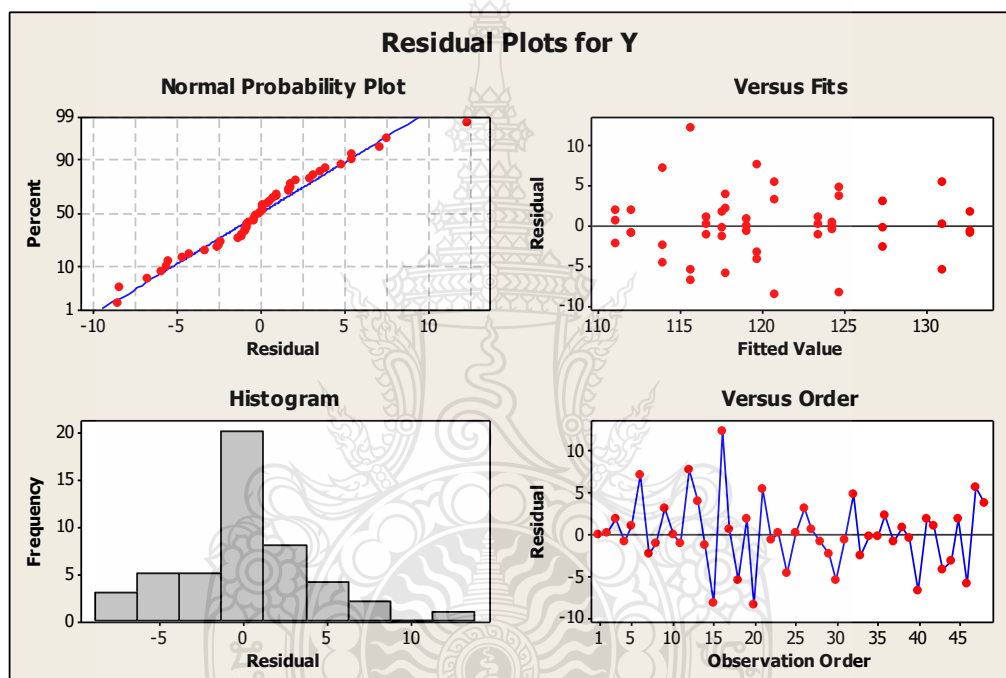 Residual Plots for Y
Normal Probability Plot
99
90
50
10
1
Percent
-10 -5 0 5 10
Residual
Versus Fits
10
5
0
-5
-10
Residual
110 115 120 125 130
Fitted Value
Histogram
20
15
10
5
0
Frequency
-5 0 5 10
Residual
Versus Order
10
5
0
-5
-10
Residual
1 5 10 15 20 25 30 35 40 45
Observation Order